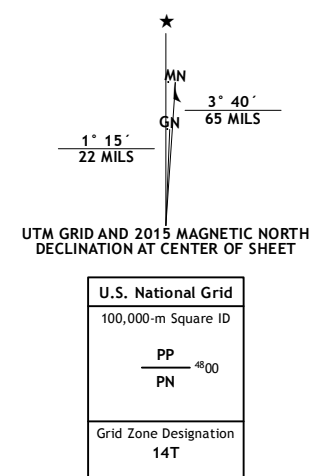 ★
MN
GN
3° 40´
65 MILS
1° 15´
22 MILS
UTM GRID AND 2015 MAGNETIC NORTH
DECLINATION AT CENTER OF SHEET
U.S. National Grid
100,000-m Square ID
PP
4800
PN
Grid Zone Designation
14T